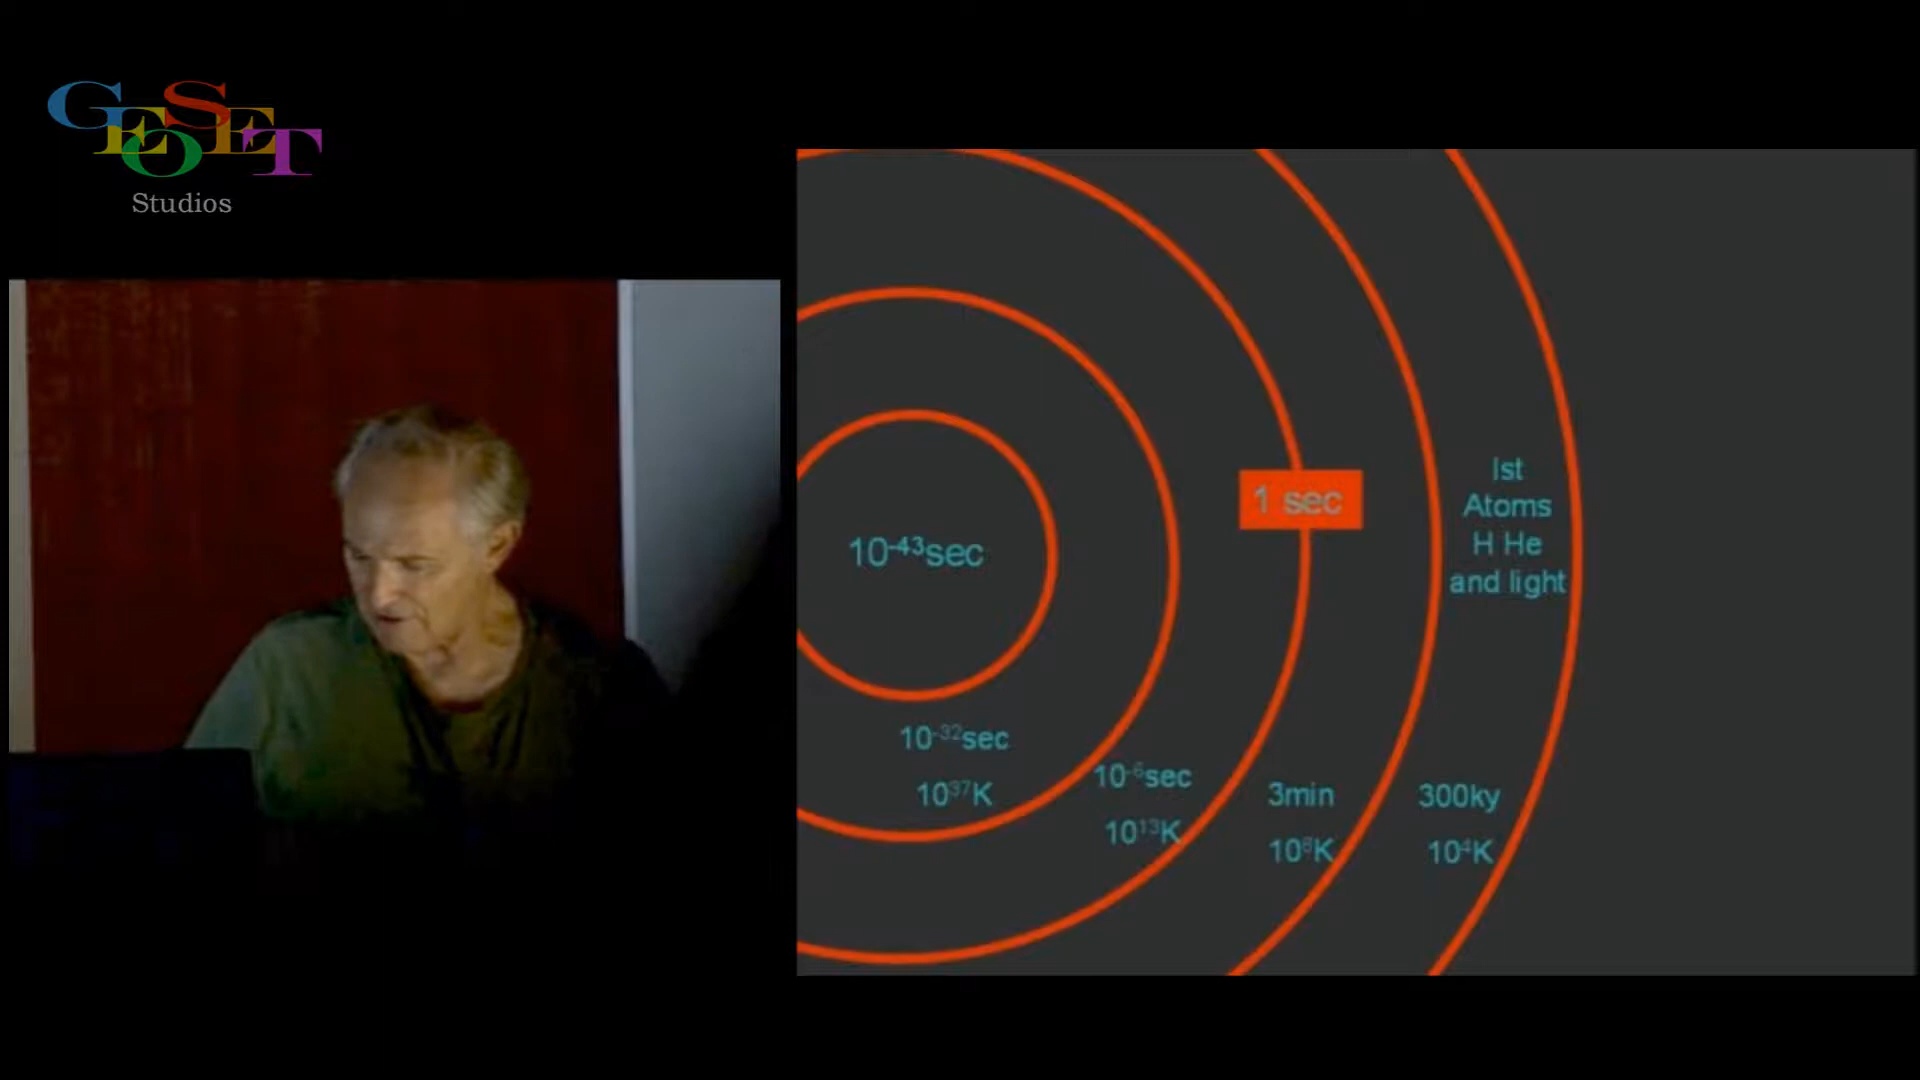 GEOSET
Studios
10⁻⁴³sec
10⁻³²sec
10³⁷K
10⁻⁶sec
10¹³K
1 sec
3min
10⁸K
Ist
Atoms
H He
and light
300ky
10⁴K